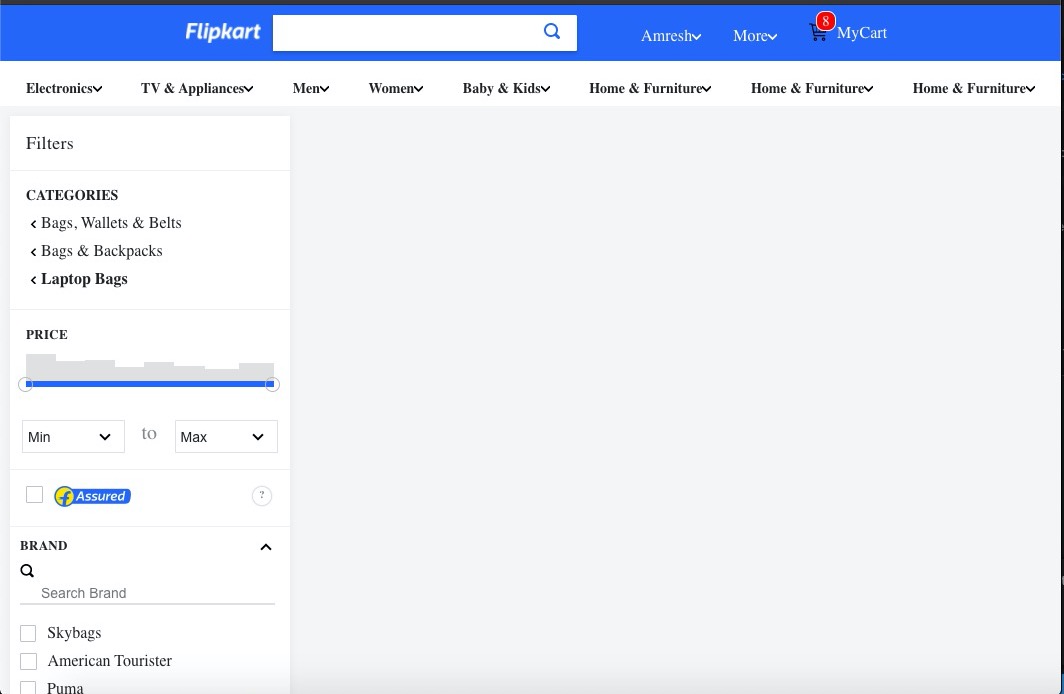 Flipkart
Amresh
More
8
MyCart
Electronics
TV & Appliances
Men
Women
Baby & Kids
Home & Furniture
Home & Furniture
Home & Furniture
Filters
CATEGORIES
Bags, Wallets & Belts
Bags & Backpacks
Laptop Bags
PRICE
Min
to
Max
f Assured
?
BRAND
Search Brand
Skybags
American Tourister
Puma